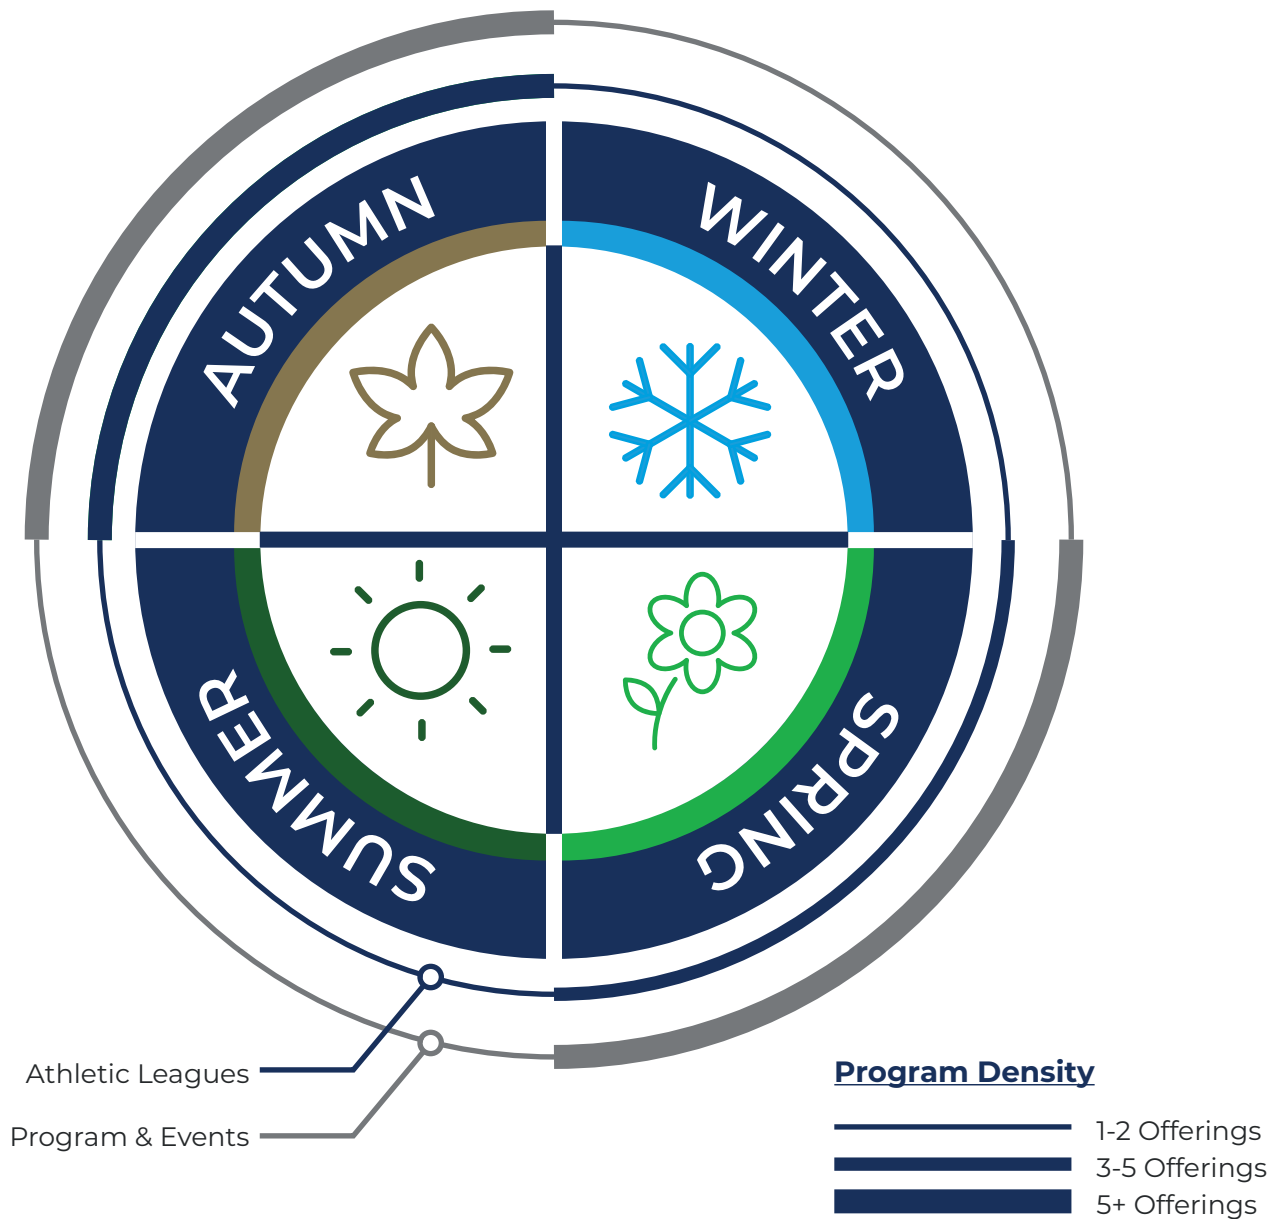 AUTUMN
WINTER
SUMMER
SPRING
Athletic Leagues
Program & Events
Program Density
1-2 Offerings
3-5 Offerings
5+ Offerings